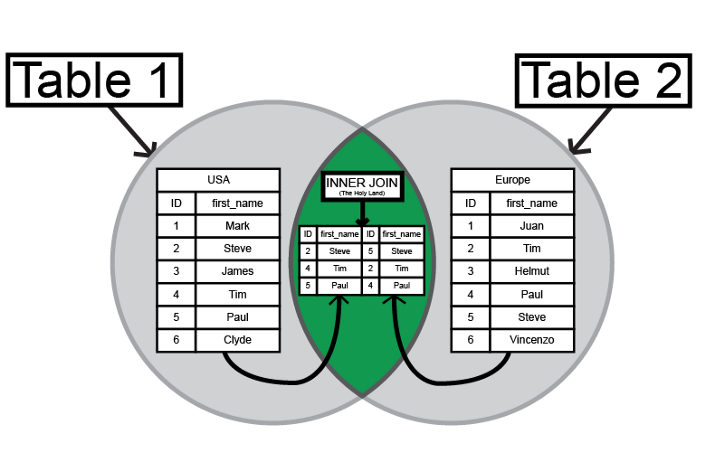 Table 1
Table 2
USA
ID first_name
1 Mark
2 Steve
3 James
4 Tim
5 Paul
6 Clyde
INNER JOIN
(The Holy Land)
ID first_name ID first_name
2 Steve 5 Steve
4 Tim 2 Tim
5 Paul 4 Paul
Europe
ID first_name
1 Juan
2 Tim
3 Helmut
4 Paul
5 Steve
6 Vincenzo